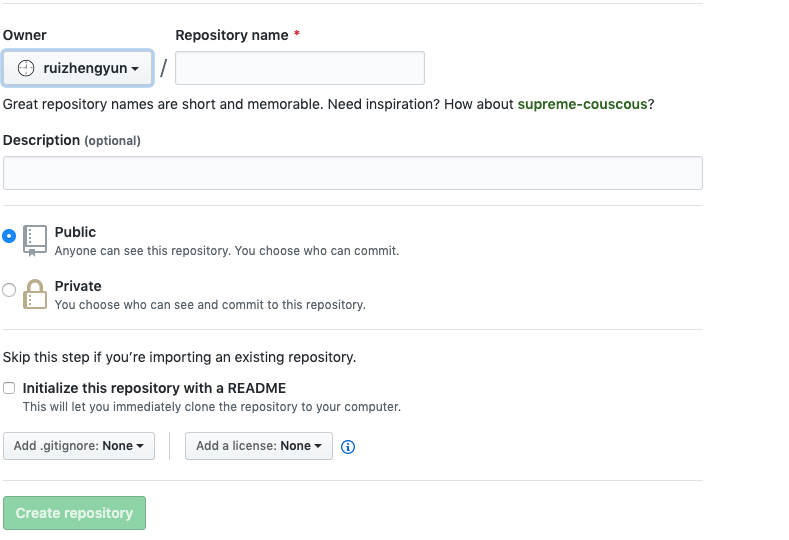 Owner Repository name *
ruizhengyun /
Great repository names are short and memorable. Need inspiration? How about supreme-couscous?
Description (optional)
Public
Anyone can see this repository. You choose who can commit.
Private
You choose who can see and commit to this repository.
Skip this step if you’re importing an existing repository.
Initialize this repository with a README
This will let you immediately clone the repository to your computer.
Add .gitignore: None Add a license: None
Create repository